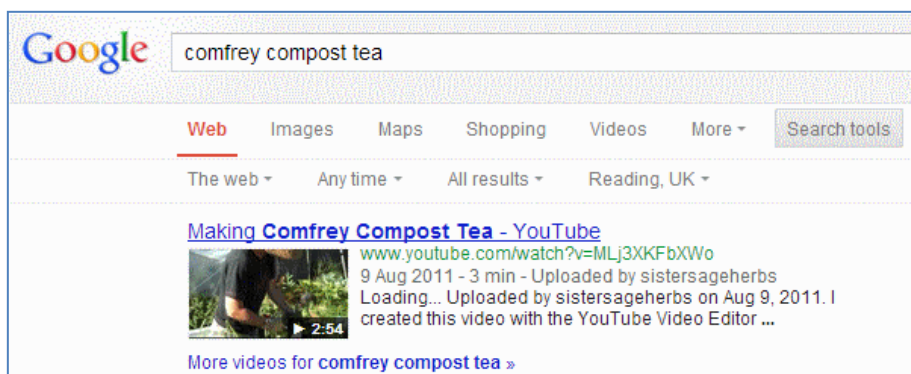 Google comfrey compost tea
Web Images Maps Shopping Videos More Search tools
The web Any time All results Reading, UK
Making Comfrey Compost Tea - YouTube
www.youtube.com/watch?v=MLj3XKFbXWo
9 Aug 2011 - 3 min - Uploaded by sistersageherbs
Loading... Uploaded by sistersageherbs on Aug 9, 2011. I
created this video with the YouTube Video Editor ...
2:54
More videos for comfrey compost tea »